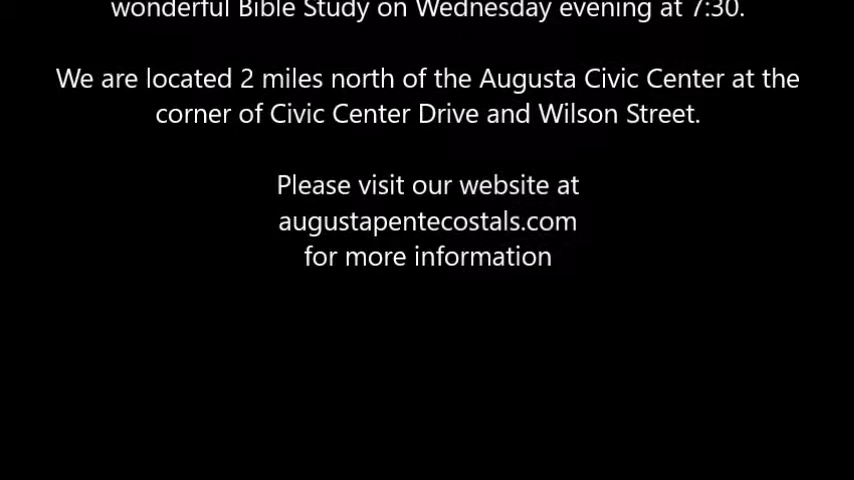 wonderful Bible Study on Wednesday evening at 7:30.
We are located 2 miles north of the Augusta Civic Center at the
corner of Civic Center Drive and Wilson Street.
Please visit our website at
augustapentecostals.com
for more information